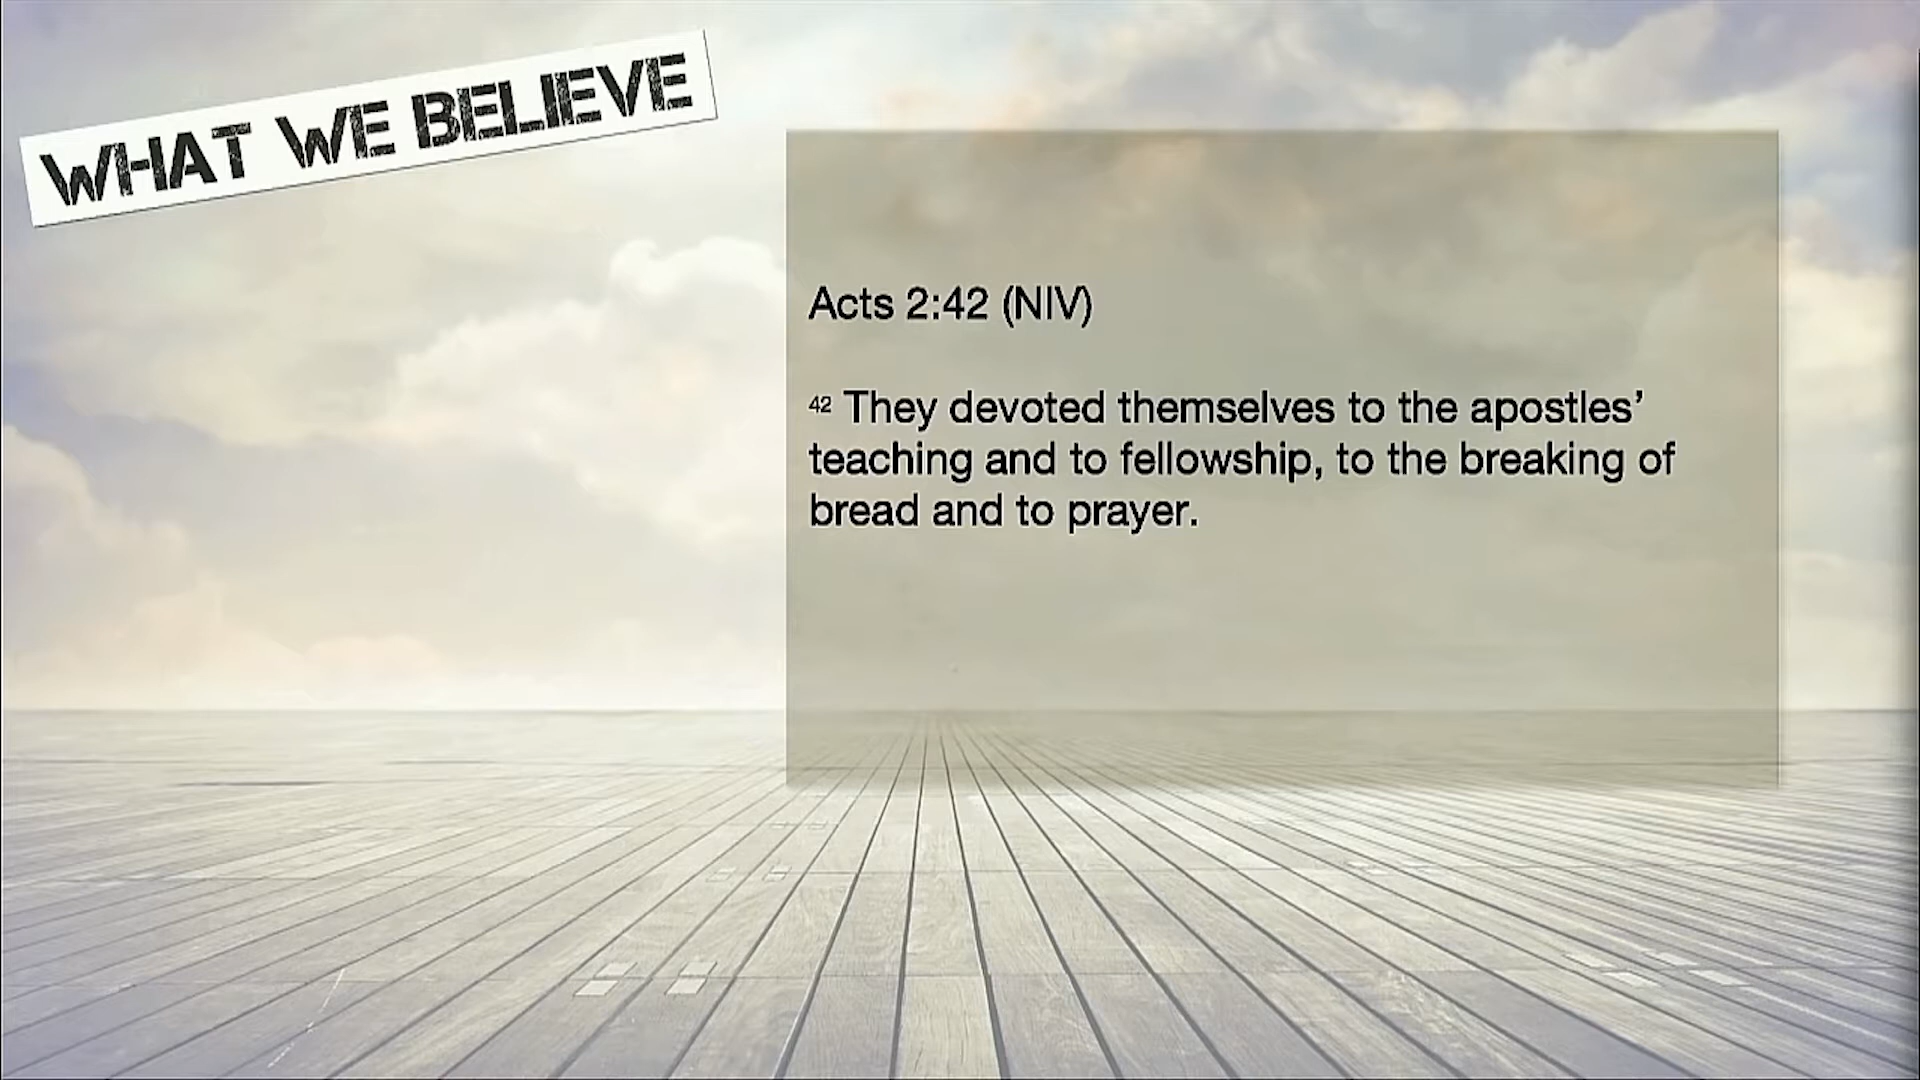 WHAT WE BELIEVE
Acts 2:42 (NIV)
42 They devoted themselves to the apostles’
teaching and to fellowship, to the breaking of
bread and to prayer.